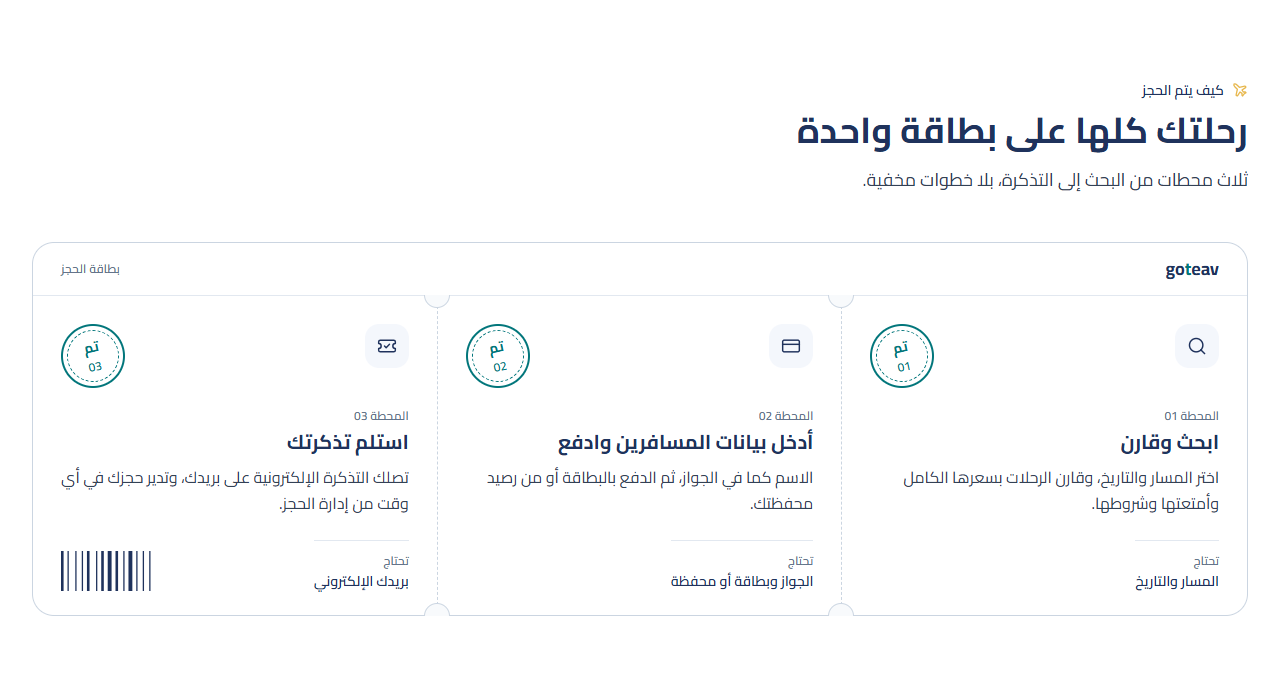 كيف يتم الحجز
رحلتك كلها على بطاقة واحدة
ثلاث محطات من البحث إلى التذكرة، بلا خطوات مخفية.
goteav
بطاقة الحجز
تم
01
المحطة 01
ابحث وقارن
اختر المسار والتاريخ، وقارن الرحلات بسعرها الكامل
وأمتعتها وشروطها.
تحتاج
المسار والتاريخ
تم
02
المحطة 02
أدخل بيانات المسافرين وادفع
الاسم كما في الجواز، ثم الدفع بالبطاقة أو من رصيد
محفظتك.
تحتاج
الجواز وبطاقة أو محفظة
تم
03
المحطة 03
استلم تذكرتك
تصلك التذكرة الإلكترونية على بريدك، وتدير حجزك في أي
وقت من إدارة الحجز.
تحتاج
بريدك الإلكتروني